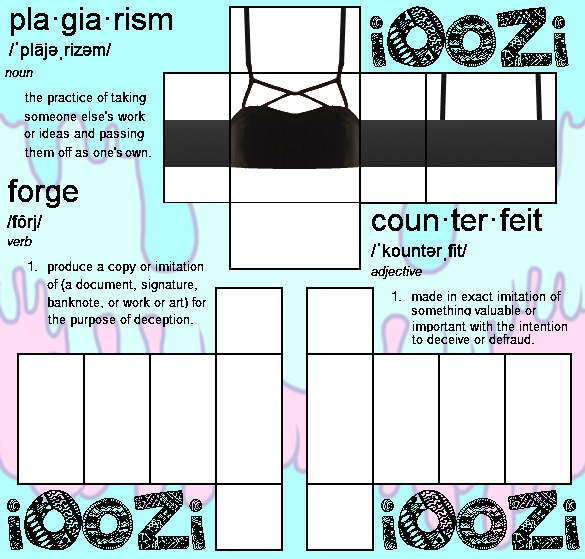 pla·gia·rism
iOoZi
/ˈplājəˌrizəm/
noun
the practice of taking
someone else's work
or ideas and passing
them off as one's own.
forge
/fôrj/
verb
1. produce a copy or imitation
of (a document, signature,
banknote, or work or art) for
the purpose of deception.
coun·ter·feit
/ˈkountərˌfit/
adjective
1. made in exact imitation of
something valuable or
important with the intention
to deceive or defraud.
iOoZi
iOoZi